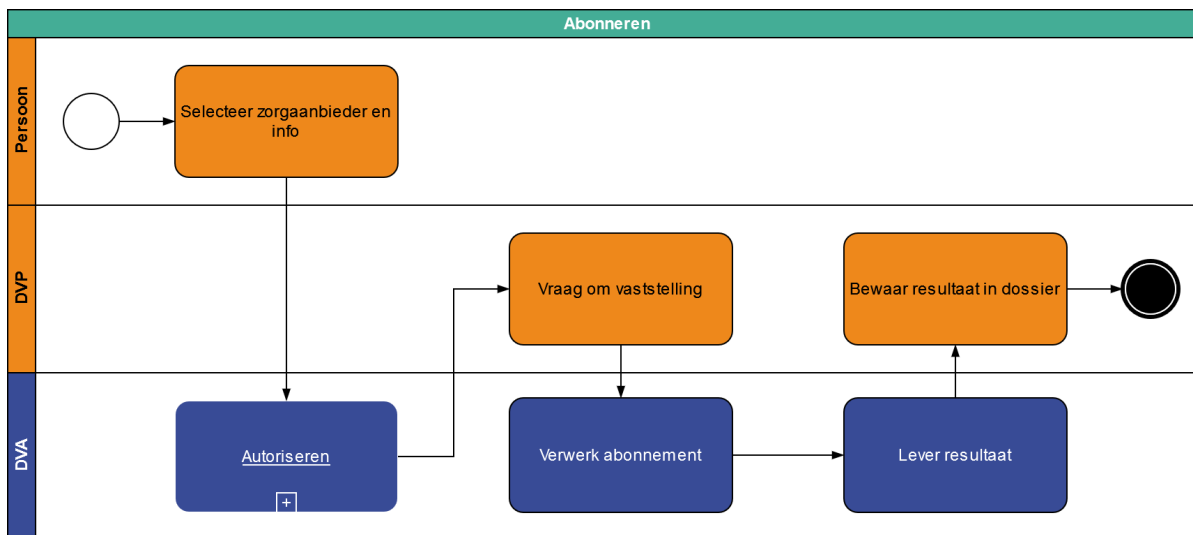 Abonneren
Persoon
Selecteer zorgaanbieder en
info
DVP
Vraag om vaststelling
Bewaar resultaat in dossier
DVA
Autoriseren
Verwerk abonnement
Lever resultaat